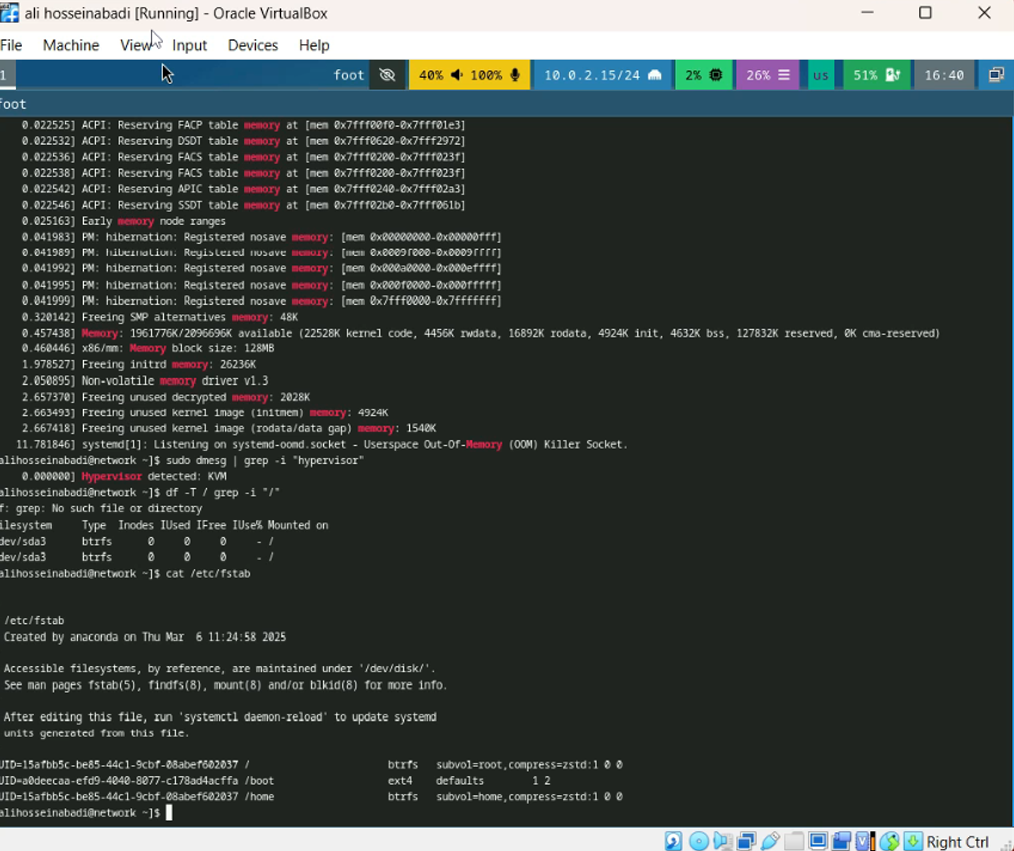 ali hosseinabadi [Running] - Oracle VirtualBox
File Machine View Input Devices Help
1 foot 40% 100% 10.0.2.15/24 2% 26% us 51% 16:40
foot
0.022525] ACPI: Reserving FACP table memory at [mem 0x7fff00f0-0x7fff01e3]
0.022532] ACPI: Reserving DSDT table memory at [mem 0x7fff0620-0x7fff2972]
0.022536] ACPI: Reserving FACS table memory at [mem 0x7fff0200-0x7fff023f]
0.022538] ACPI: Reserving FACS table memory at [mem 0x7fff0200-0x7fff023f]
0.022542] ACPI: Reserving APIC table memory at [mem 0x7fff0240-0x7fff02a3]
0.022546] ACPI: Reserving SSDT table memory at [mem 0x7fff02b0-0x7fff061b]
0.025163] Early memory node ranges
0.041983] PM: hibernation: Registered nosave memory: [mem 0x00000000-0x00000fff]
0.041989] PM: hibernation: Registered nosave memory: [mem 0x0009f000-0x0009ffff]
0.041992] PM: hibernation: Registered nosave memory: [mem 0x000a0000-0x000effff]
0.041995] PM: hibernation: Registered nosave memory: [mem 0x000f0000-0x000fffff]
0.041999] PM: hibernation: Registered nosave memory: [mem 0x7fff0000-0x7fffffff]
0.320142] Freeing SMP alternatives memory: 48K
0.457438] Memory: 1961776K/2096696K available (22528K kernel code, 4456K rwdata, 16892K rodata, 4924K init, 4632K bss, 127832K reserved, 0K cma-reserved)
0.460446] x86/mm: Memory block size: 128MB
1.978527] Freeing initrd memory: 26236K
2.050895] Non-volatile memory driver v1.3
2.657370] Freeing unused decrypted memory: 2028K
2.663493] Freeing unused kernel image (initmem) memory: 4924K
2.667418] Freeing unused kernel image (rodata/data gap) memory: 1540K
11.781846] systemd[1]: Listening on systemd-oomd.socket - Userspace Out-Of-Memory (OOM) Killer Socket.
alihosseinabadi@network ~]$ sudo dmesg | grep -i "hypervisor"
0.000000] Hypervisor detected: KVM
alihosseinabadi@network ~]$ df -T / grep -i "/"
f: grep: No such file or directory
ilesystem Type Inodes IUsed IFree IUse% Mounted on
dev/sda3 btrfs 0 0 0 - /
dev/sda3 btrfs 0 0 0 - /
alihosseinabadi@network ~]$ cat /etc/fstab
/etc/fstab
Created by anaconda on Thu Mar 6 11:24:58 2025
Accessible filesystems, by reference, are maintained under '/dev/disk/'.
See man pages fstab(5), findfs(8), mount(8) and/or blkid(8) for more info.
After editing this file, run 'systemctl daemon-reload' to update systemd
units generated from this file.
UID=15afbb5c-be85-44c1-9cbf-08abef602037 / btrfs subvol=root,compress=zstd:1 0 0
UID=a0deecaa-efd9-4040-8077-c178ad4acffa /boot ext4 defaults 1 2
UID=15afbb5c-be85-44c1-9cbf-08abef602037 /home btrfs subvol=home,compress=zstd:1 0 0
alihosseinabadi@network ~]$
Right Ctrl